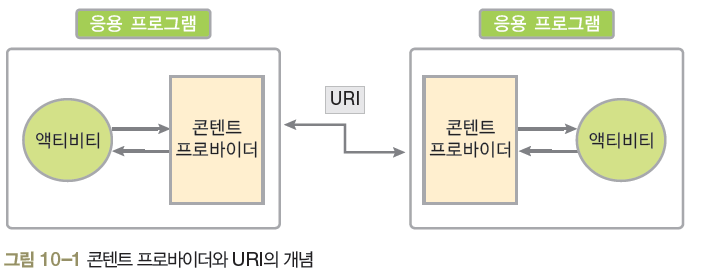 응용 프로그램
응용 프로그램
URI
액티비티
콘텐트
프로바이더
콘텐트
프로바이더
액티비티
그림 10-1 콘텐트 프로바이더와 URI의 개념